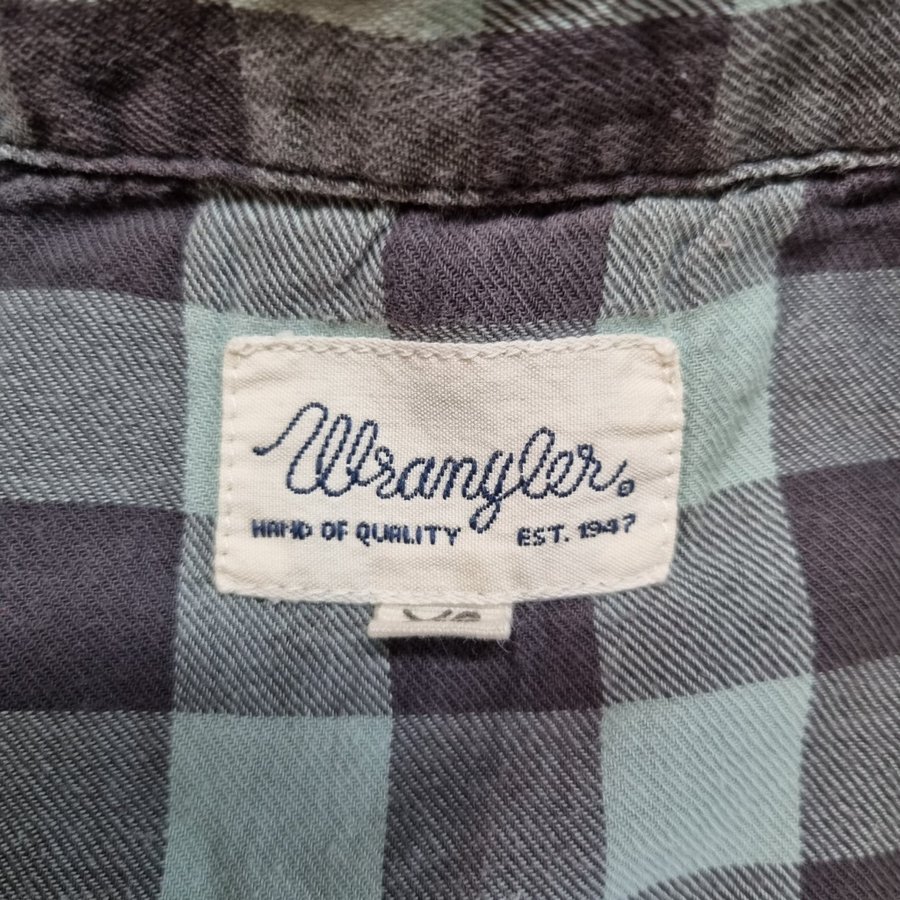 Wrangler®
HAND OF QUALITY EST. 1947